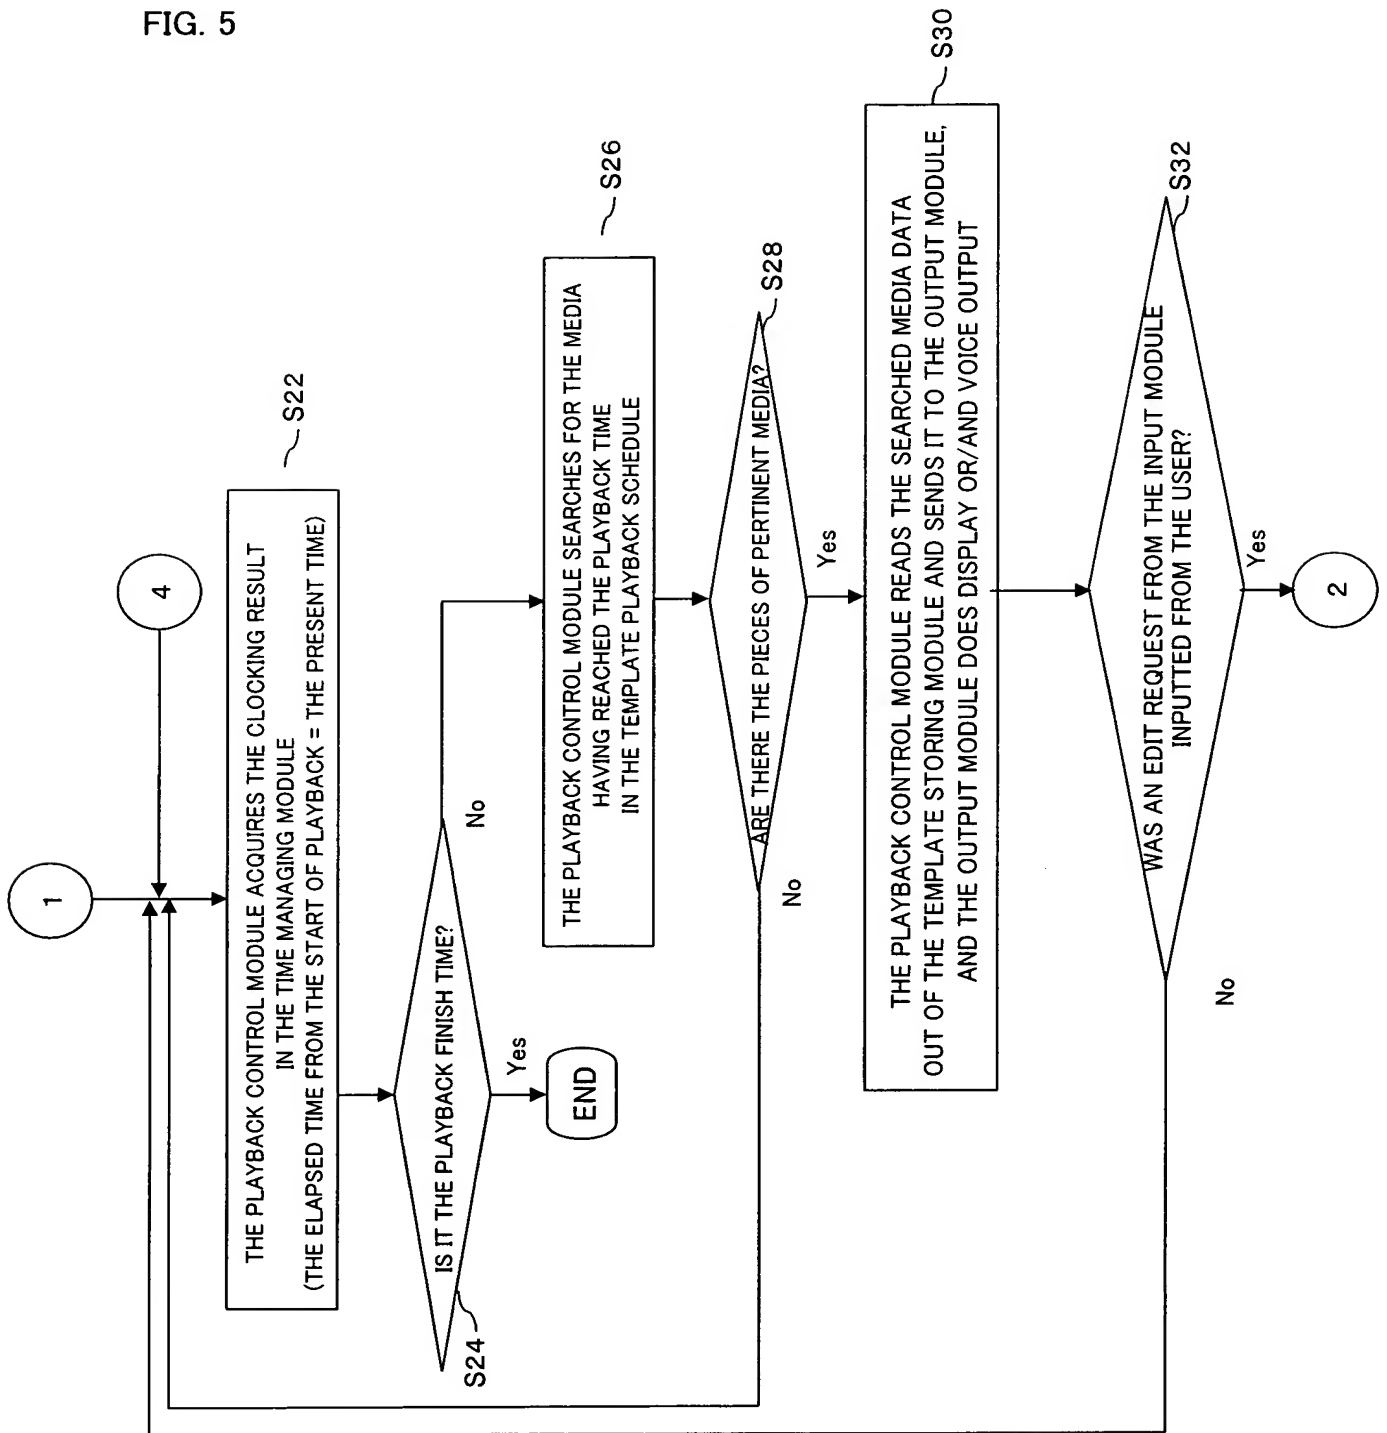 FIG. 5
1
4
S22
THE PLAYBACK CONTROL MODULE ACQUIRES THE CLOCKING RESULT
IN THE TIME MANAGING MODULE
(THE ELAPSED TIME FROM THE START OF PLAYBACK = THE PRESENT TIME)
S24
IS IT THE PLAYBACK FINISH TIME?
No
Yes
END
S26
THE PLAYBACK CONTROL MODULE SEARCHES FOR THE MEDIA
HAVING REACHED THE PLAYBACK TIME
IN THE TEMPLATE PLAYBACK SCHEDULE
S28
ARE THERE THE PIECES OF PERTINENT MEDIA?
No
Yes
S30
THE PLAYBACK CONTROL MODULE READS THE SEARCHED MEDIA DATA
OUT OF THE TEMPLATE STORING MODULE AND SENDS IT TO THE OUTPUT MODULE,
AND THE OUTPUT MODULE DOES DISPLAY OR/AND VOICE OUTPUT
S32
WAS AN EDIT REQUEST FROM THE INPUT MODULE
INPUTTED FROM THE USER?
No
Yes
2